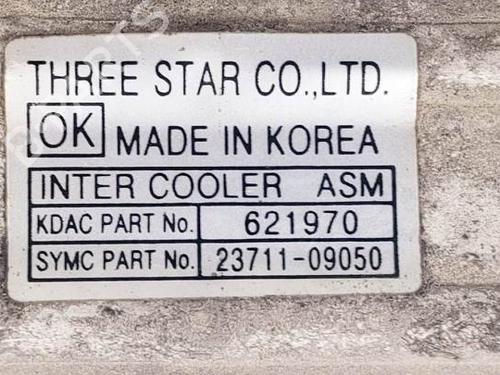 THREE STAR CO.,LTD.
OK MADE IN KOREA
INTER COOLER ASM
KDAC PART No. 621970
SYMC PART No. 23711-09050